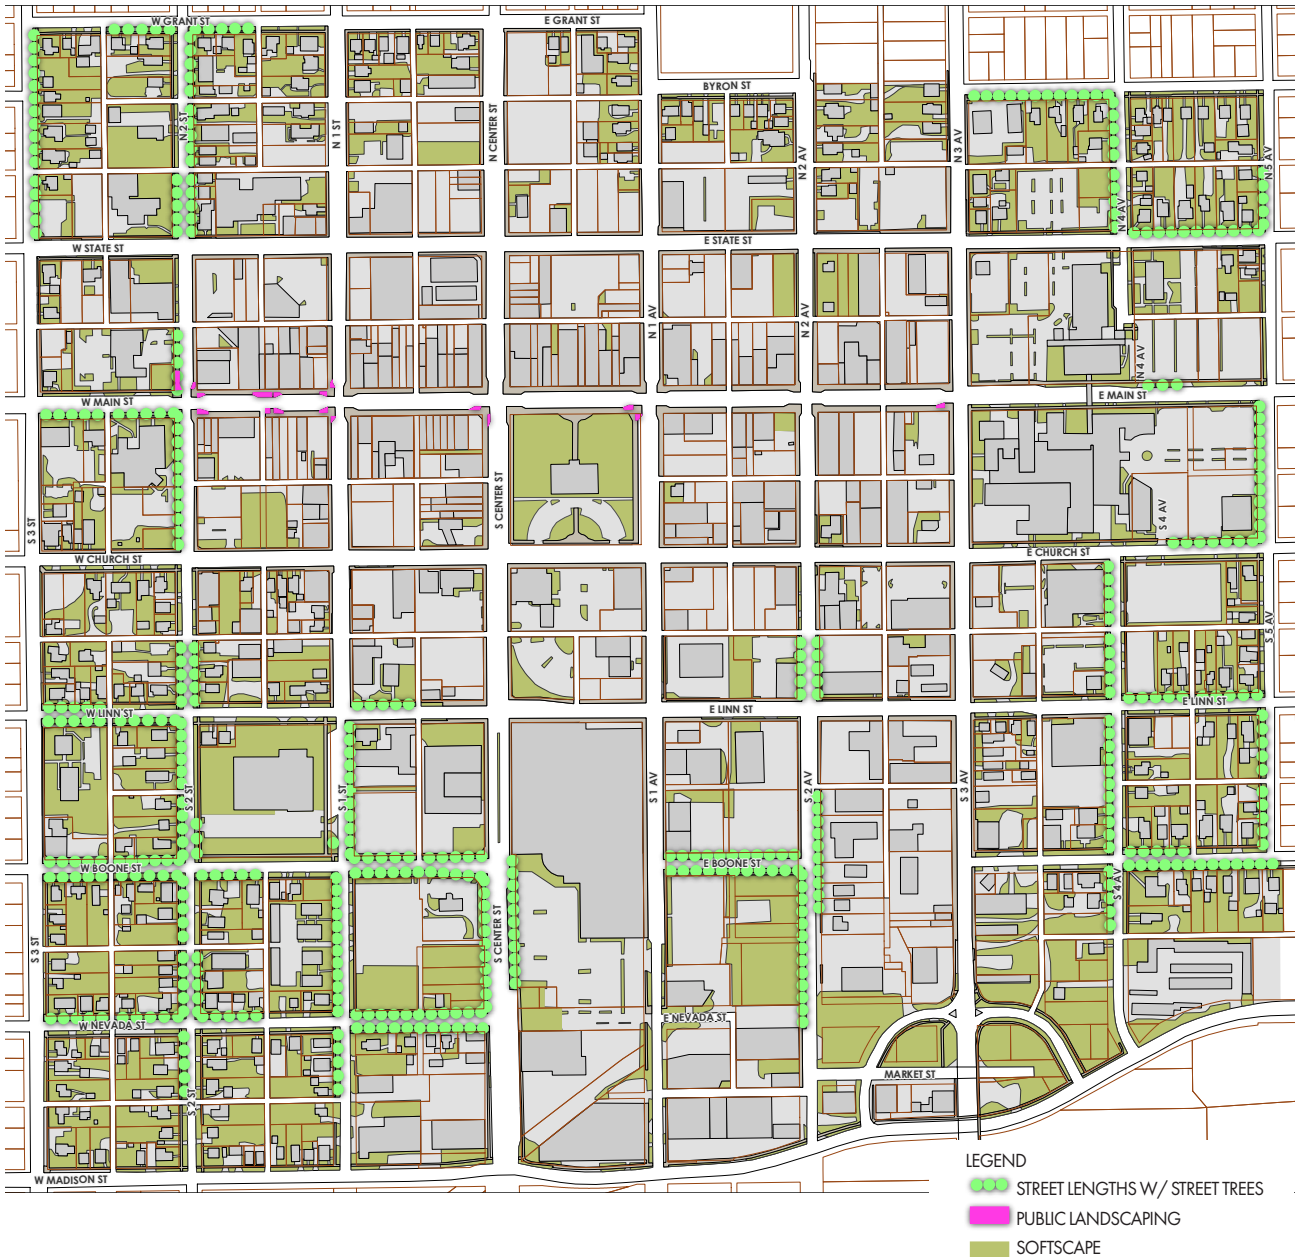 W GRANT ST
E GRANT ST
BYRON ST
N 2 ST
N 1 ST
N CENTER ST
N 2 AV
N 3 AV
N 4 AV
N 5 AV
W STATE ST
E STATE ST
N 1 AV
N 2 AV
N 4 AV
W MAIN ST
E MAIN ST
S 3 ST
S CENTER ST
S 4 AV
W CHURCH ST
E CHURCH ST
S 5 AV
W LINN ST
E LINN ST
E LINN ST
S 2 ST
S 1 ST
S 1 AV
S 2 AV
S 3 AV
W BOONE ST
E BOONE ST
S 4 AV
S 3 ST
S CENTER ST
W NEVADA ST
E NEVADA ST
S 2 ST
MARKET ST
W MADISON ST
LEGEND
STREET LENGTHS W/ STREET TREES
PUBLIC LANDSCAPING
SOFTSCAPE